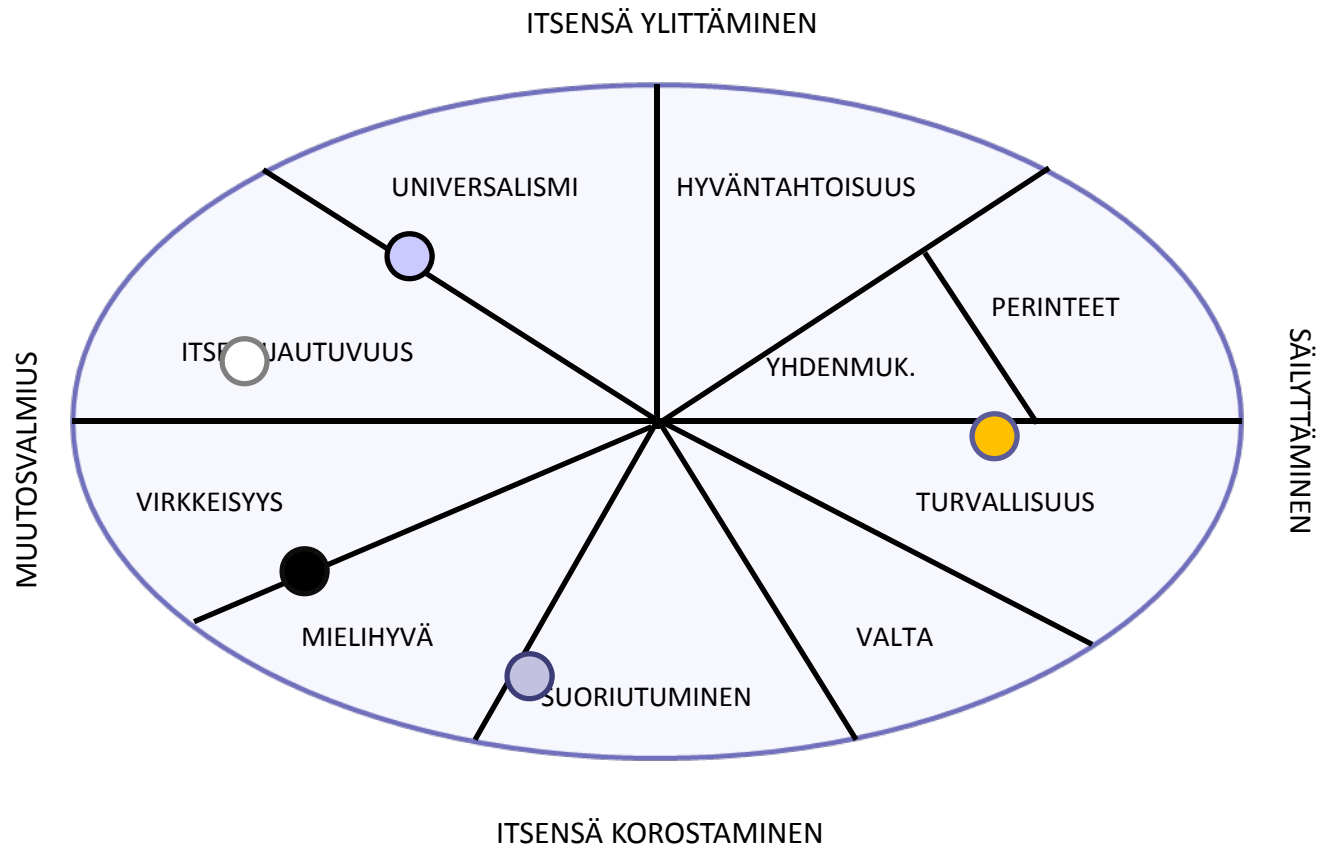 ITSENSÄ YLITTÄMINEN
UNIVERSALISMI
HYVÄNTAHTOISUUS
PERINTEET
YHDENMUK.
MUUTOSVALMIUS
SÄILYTTÄMINEN
VIRKKEISYYS
TURVALLISUUS
MIELIHYVÄ
VALTA
SUORIUTUMINEN
ITSENSÄ KOROSTAMINEN